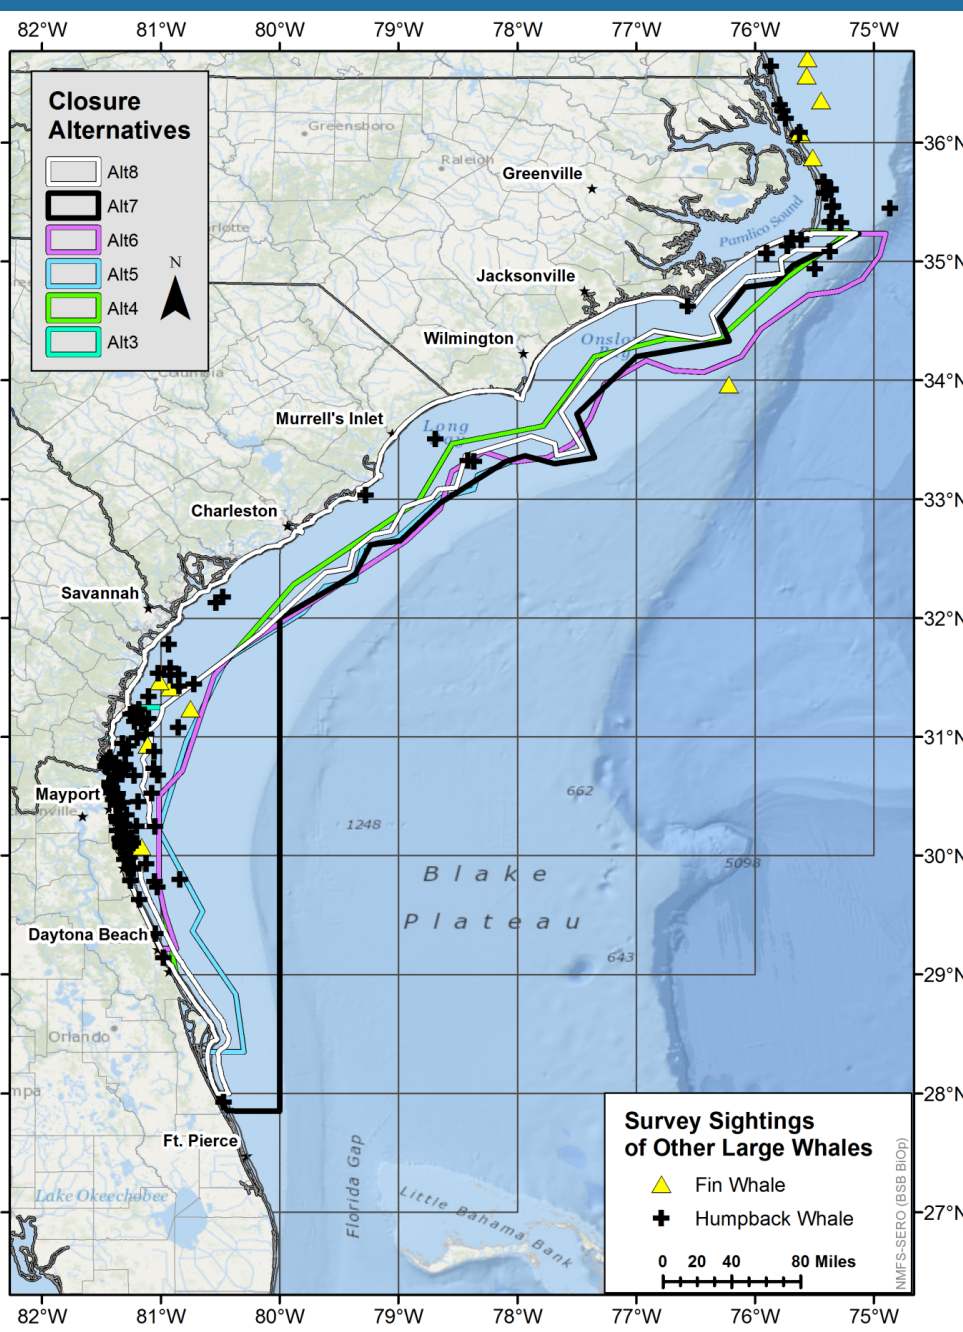 82°W 81°W 80°W 79°W 78°W 77°W 76°W 75°W
Closure
Alternatives
Alt8
Alt7
Alt6
Alt5
Alt4
Alt3
N
Greensboro
Raleigh
Greenville
36°N
Pamlico Sound
35°N
Jacksonville
Wilmington
34°N
Murrell's Inlet
Long
33°N
Charleston
Savannah
32°N
31°N
Mayport
662
1248
30°N
5098
Blake
Plateau
Daytona Beach
643
29°N
Orlando
28°N
Ft. Pierce
Lake Okeechobee
Florida Gap
Little Bahama Bank
27°N
Survey Sightings
of Other Large Whales
Fin Whale
Humpback Whale
0 20 40 80 Miles
NMFS-SERO (BSB BiOp)
82°W 81°W 80°W 79°W 78°W 77°W 76°W 75°W